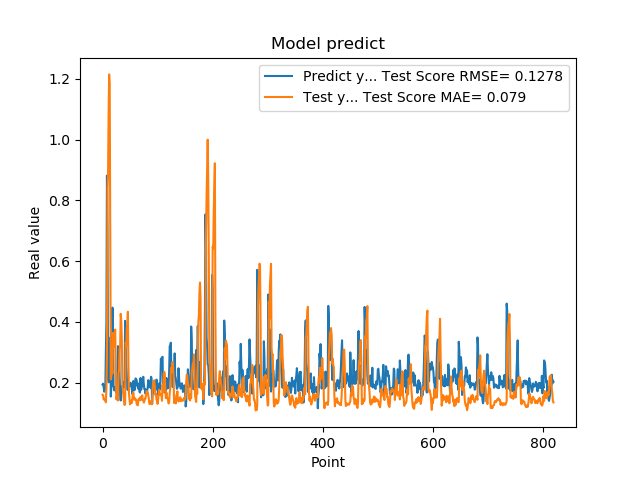 Model predict
Predict y... Test Score RMSE= 0.1278
Test y... Test Score MAE= 0.079
Real value
1.2
1.0
0.8
0.6
0.4
0.2
0 200 400 600 800
Point